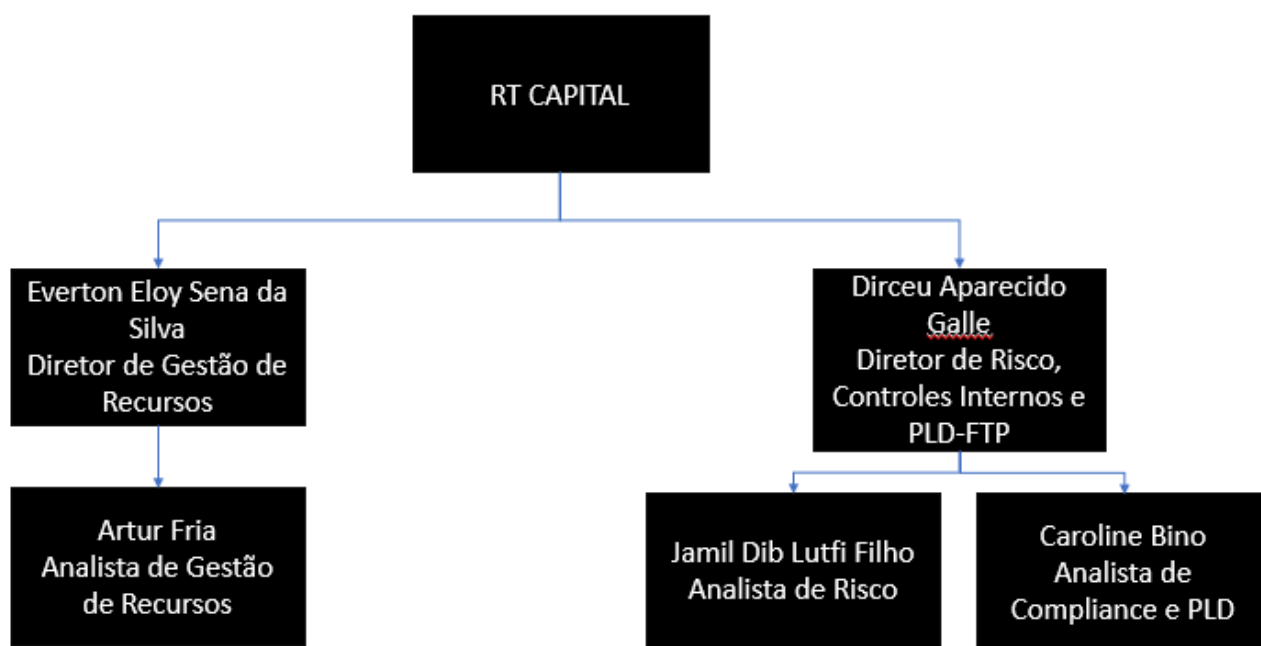 RT CAPITAL
Everton Eloy Sena da
Silva
Diretor de Gestão de
Recursos
Dirceu Aparecido
Galle
Diretor de Risco,
Controles Internos e
PLD-FTP
Artur Fria
Analista de Gestão
de Recursos
Jamil Dib Lutfi Filho
Analista de Risco
Caroline Bino
Analista de
Compliance e PLD